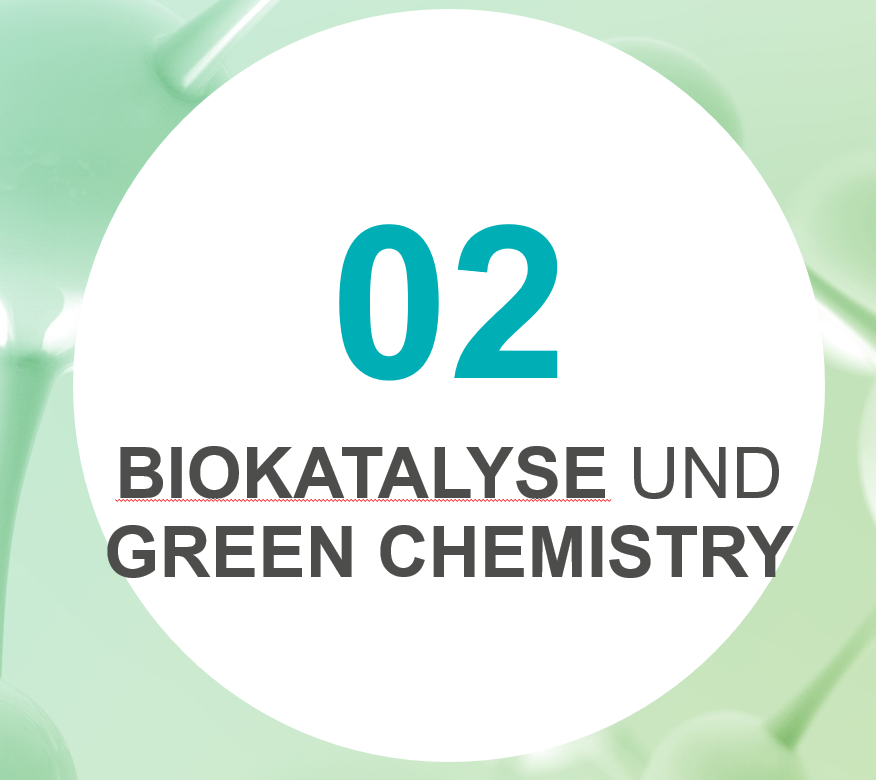 02
BIOKATALYSE UND
GREEN CHEMISTRY